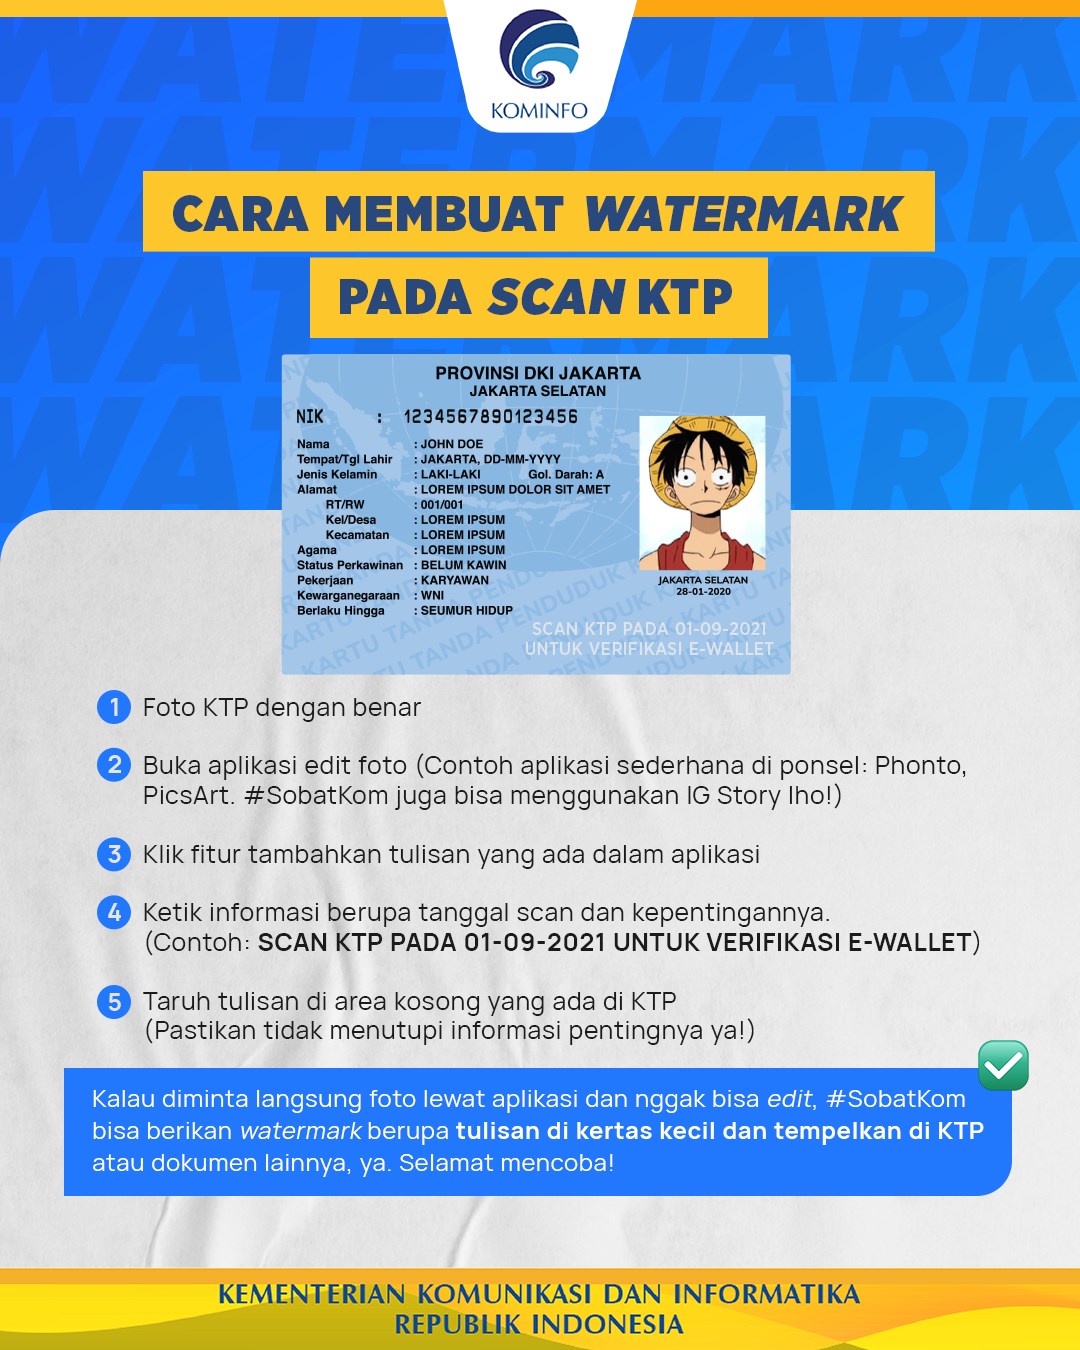 KOMINFO
CARA MEMBUAT WATERMARK
PADA SCAN KTP
PROVINSI DKI JAKARTA
JAKARTA SELATAN
NIK : 1234567890123456
Nama : JOHN DOE
Tempat/Tgl Lahir : JAKARTA, DD-MM-YYYY
Jenis Kelamin : LAKI-LAKI Gol. Darah: A
Alamat : LOREM IPSUM DOLOR SIT AMET
RT/RW : 001/001
Kel/Desa : LOREM IPSUM
Kecamatan : LOREM IPSUM
Agama : LOREM IPSUM
Status Perkawinan : BELUM KAWIN
Pekerjaan : KARYAWAN
Kewarganegaraan : WNI
Berlaku Hingga : SEUMUR HIDUP
JAKARTA SELATAN
28-01-2020
SCAN KTP PADA 01-09-2021
UNTUK VERIFIKASI E-WALLET
1 Foto KTP dengan benar
2 Buka aplikasi edit foto (Contoh aplikasi sederhana di ponsel: Phonto,
PicsArt. #SobatKom juga bisa menggunakan IG Story lho!)
3 Klik fitur tambahkan tulisan yang ada dalam aplikasi
4 Ketik informasi berupa tanggal scan dan kepentingannya.
(Contoh: SCAN KTP PADA 01-09-2021 UNTUK VERIFIKASI E-WALLET)
5 Taruh tulisan di area kosong yang ada di KTP
(Pastikan tidak menutupi informasi pentingnya ya!)
Kalau diminta langsung foto lewat aplikasi dan nggak bisa edit, #SobatKom
bisa berikan watermark berupa tulisan di kertas kecil dan tempelkan di KTP
atau dokumen lainnya, ya. Selamat mencoba!
KEMENTERIAN KOMUNIKASI DAN INFORMATIKA
REPUBLIK INDONESIA